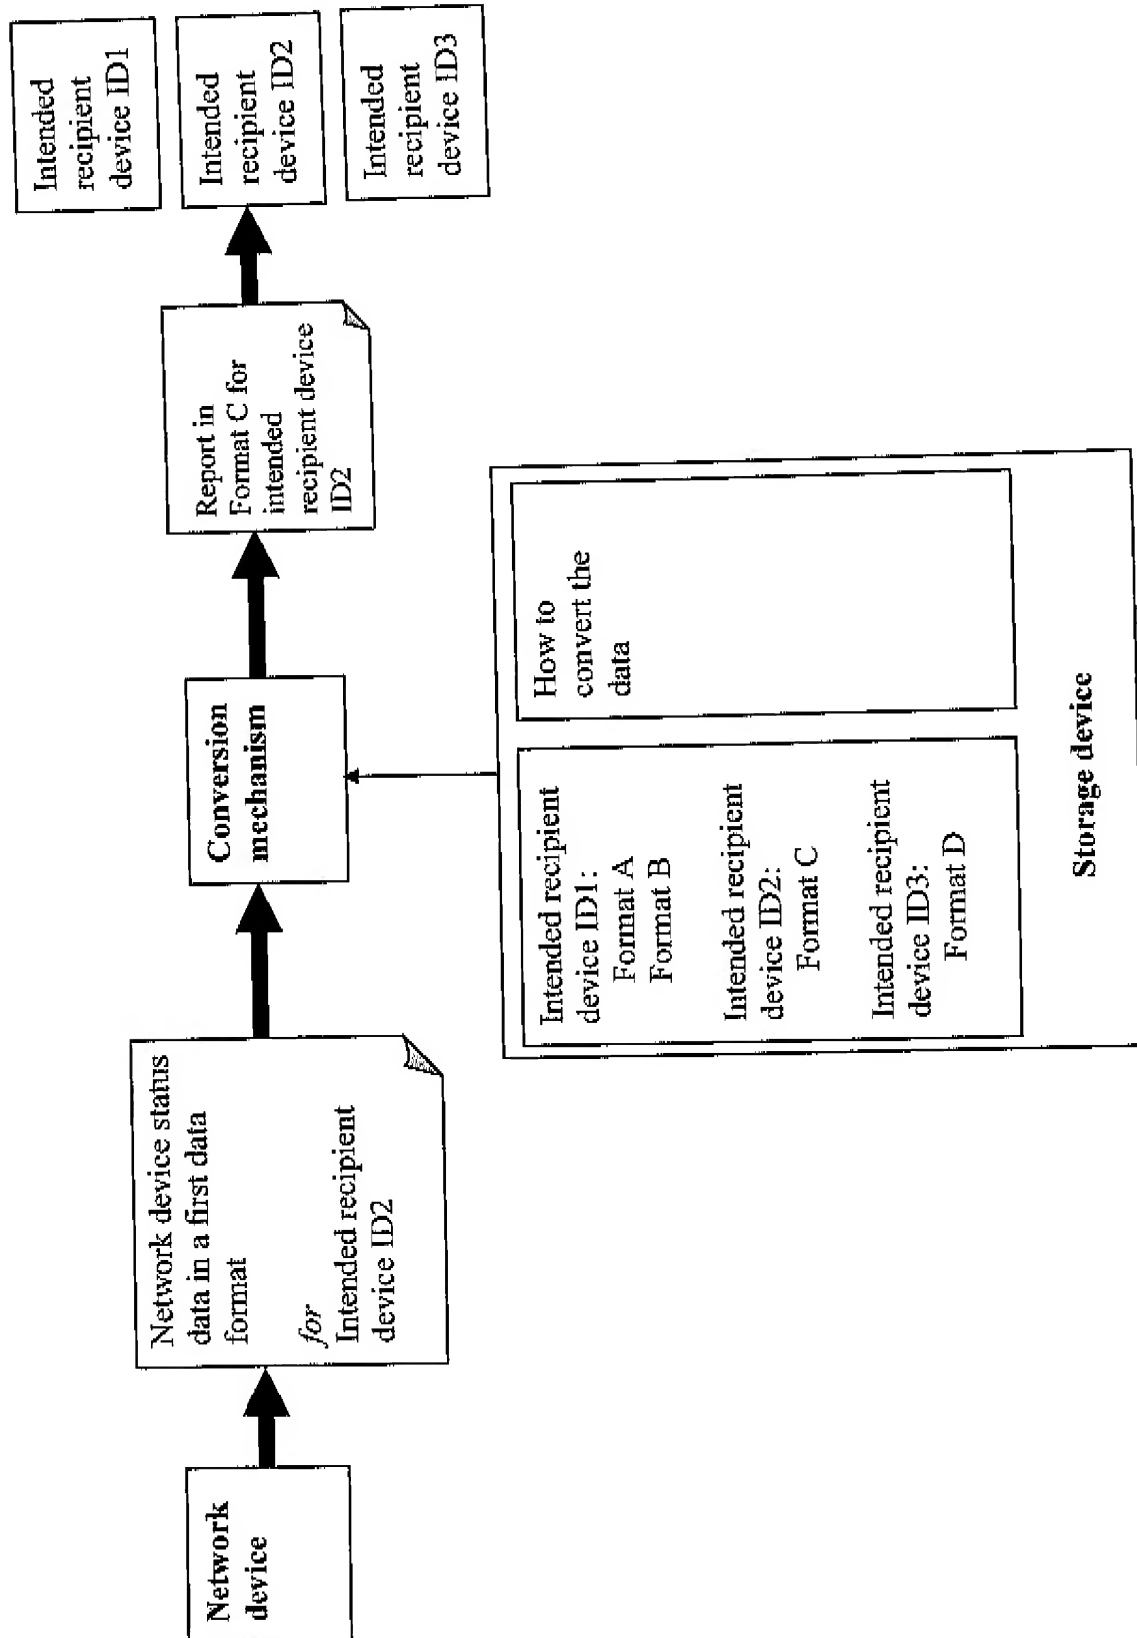 Network
device
Network device status
data in a first data
format
for
Intended recipient
device ID2
Conversion
mechanism
Report in
Format C for
intended
recipient device
ID2
Intended
recipient
device ID1
Intended
recipient
device ID2
Intended
recipient
device ID3
Intended recipient
device ID1:
Format A
Format B
Intended recipient
device ID2:
Format C
Intended recipient
device ID3:
Format D
How to
convert the
data
Storage device